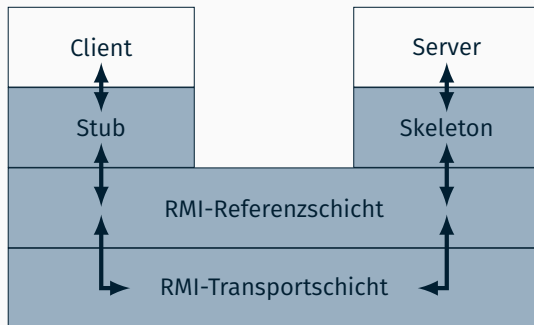 Client
Server
Stub
Skeleton
RMI-Referenzschicht
RMI-Transportschicht